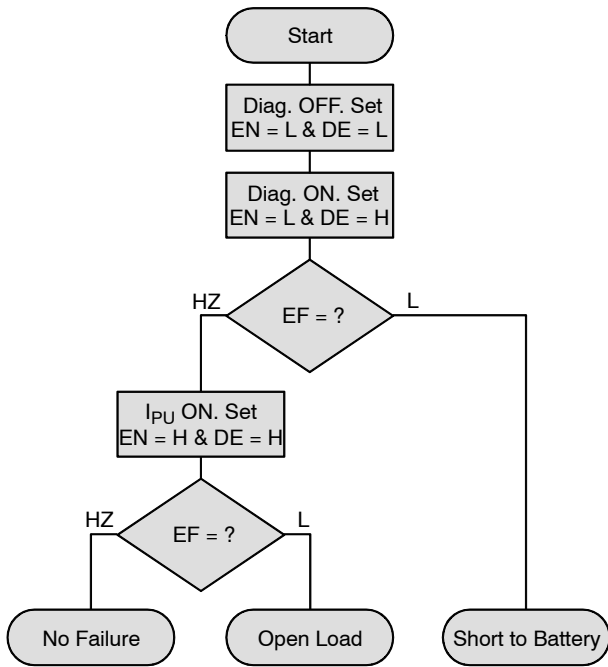 Start
Diag. OFF. Set
EN = L & DE = L
Diag. ON. Set
EN = L & DE = H
HZ
EF = ?
L
IPU ON. Set
EN = H & DE = H
HZ
EF = ?
L
No Failure
Open Load
Short to Battery